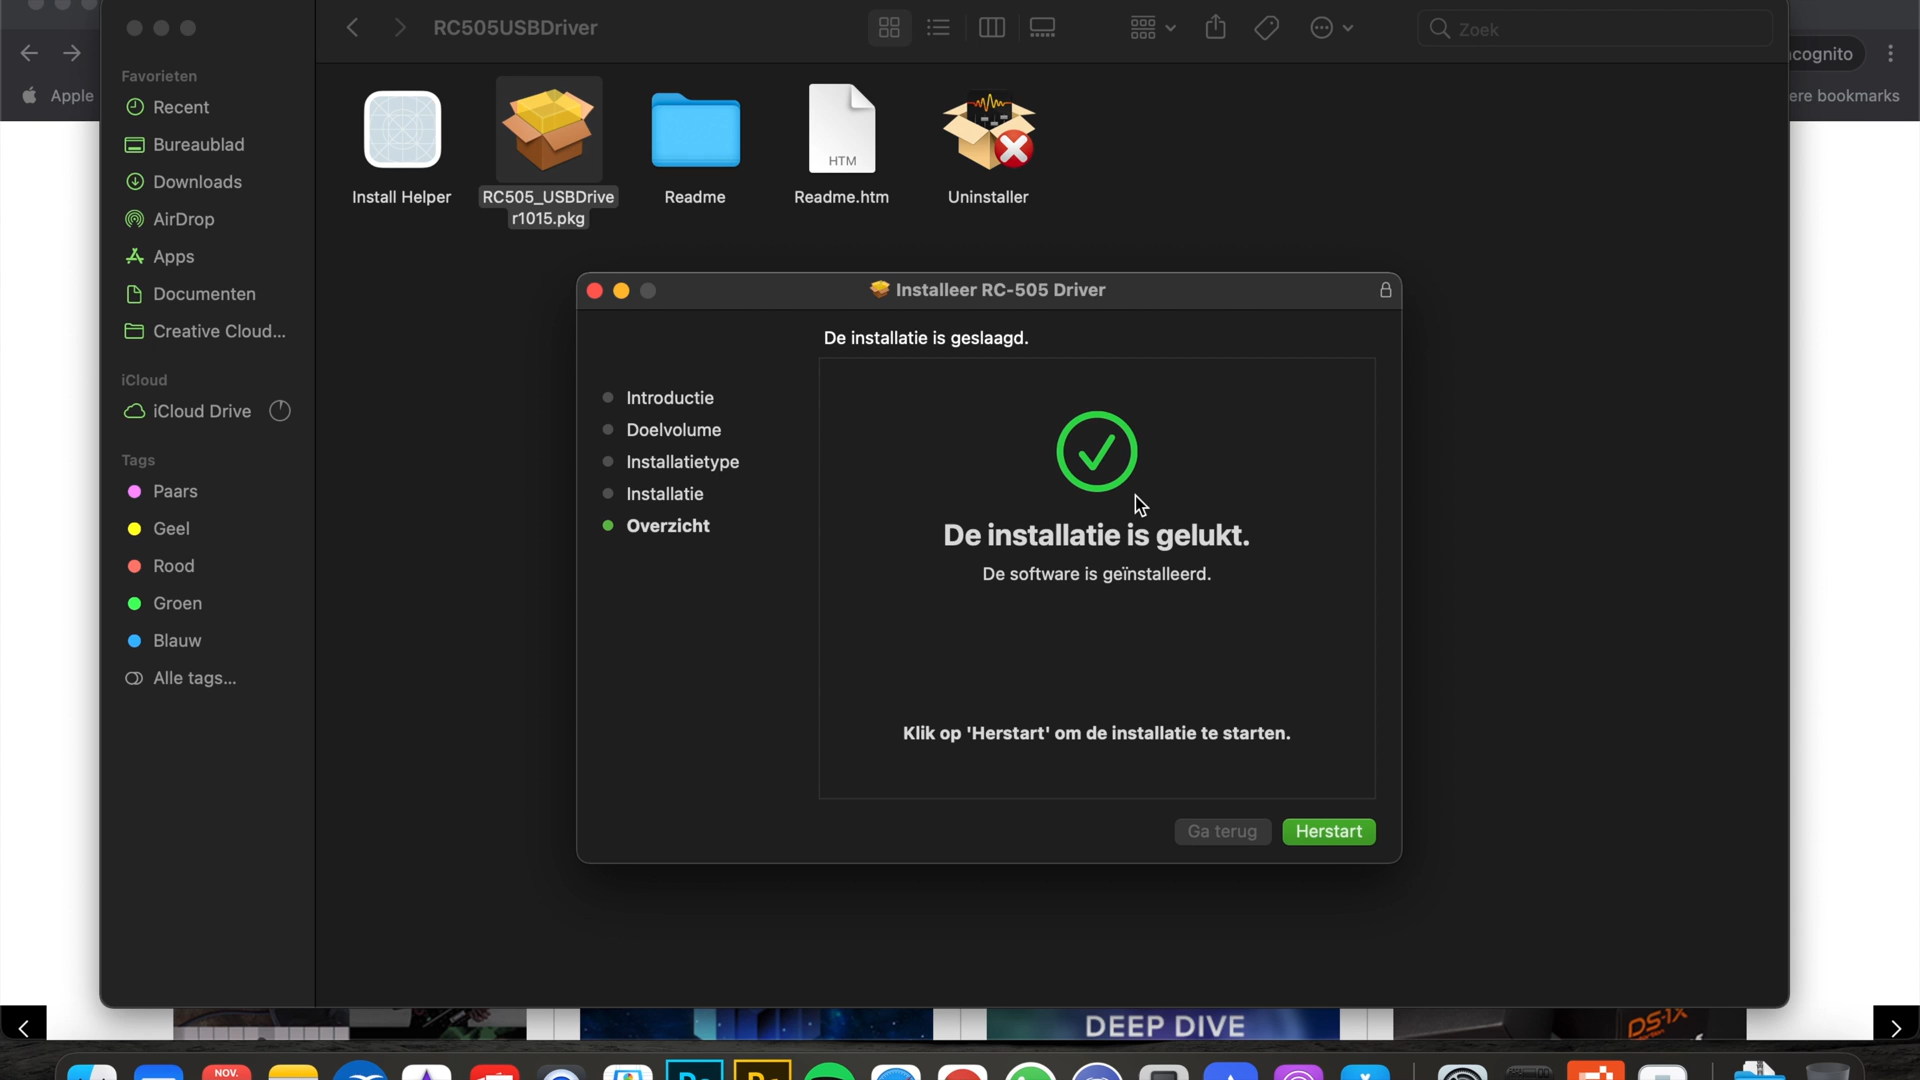 RC505USBDriver
Zoek
cognito
Apple
ere bookmarks
Favorieten
Recent
Bureaublad
Downloads
AirDrop
Apps
Documenten
Creative Cloud...
iCloud
iCloud Drive
Tags
Paars
Geel
Rood
Groen
Blauw
Alle tags...
HTM
Install Helper
RC505_USBDrive
r1015.pkg
Readme
Readme.htm
Uninstaller
Installeer RC-505 Driver
De installatie is geslaagd.
Introductie
Doelvolume
Installatietype
Installatie
Overzicht
De installatie is gelukt.
De software is geïnstalleerd.
Klik op 'Herstart' om de installatie te starten.
Ga terug
Herstart
DEEP DIVE
DS-1X
NOV.